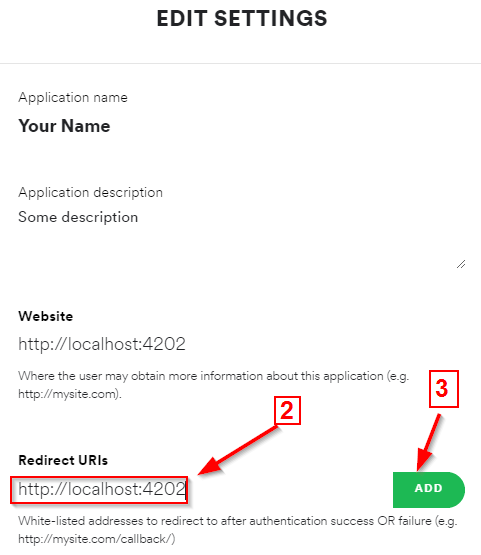 EDIT SETTINGS
Application name
Your Name
Application description
Some description
Website
http://localhost:4202
Where the user may obtain more information about this application (e.g.
http://mysite.com).
3
2
Redirect URIs
http://localhost:4202
ADD
White-listed addresses to redirect to after authentication success OR failure (e.g.
http://mysite.com/callback/)